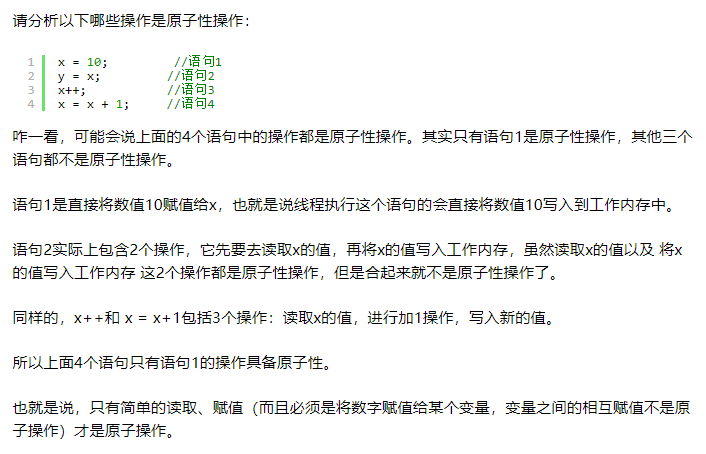 请分析以下哪些操作是原子性操作：
1 x = 10; //语句1
2 y = x; //语句2
3 x++; //语句3
4 x = x + 1; //语句4
咋一看，可能会说上面的4个语句中的操作都是原子性操作。其实只有语句1是原子性操作，其他三个
语句都不是原子性操作。
语句1是直接将数值10赋值给x，也就是说线程执行这个语句的会直接将数值10写入到工作内存中。
语句2实际上包含2个操作，它先要去读取x的值，再将x的值写入工作内存，虽然读取x的值以及 将x
的值写入工作内存 这2个操作都是原子性操作，但是合起来就不是原子性操作了。
同样的，x++和 x = x+1包括3个操作：读取x的值，进行加1操作，写入新的值。
所以上面4个语句只有语句1的操作具备原子性。
也就是说，只有简单的读取、赋值（而且必须是将数字赋值给某个变量，变量之间的相互赋值不是原
子操作）才是原子操作。